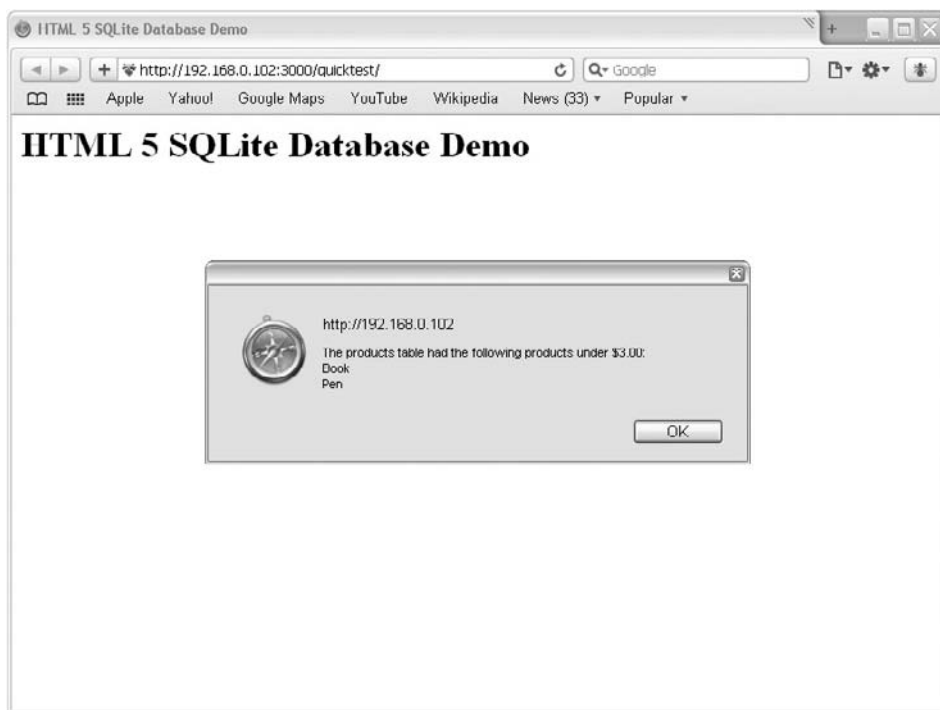 HTML 5 SQLite Database Demo
http://192.168.0.102:3000/quicktest/
Google
Apple Yahoo! Google Maps YouTube Wikipedia News (33) Popular
HTML 5 SQLite Database Demo
http://192.168.0.102
The products table had the following products under $3.00:
Book
Pen
OK